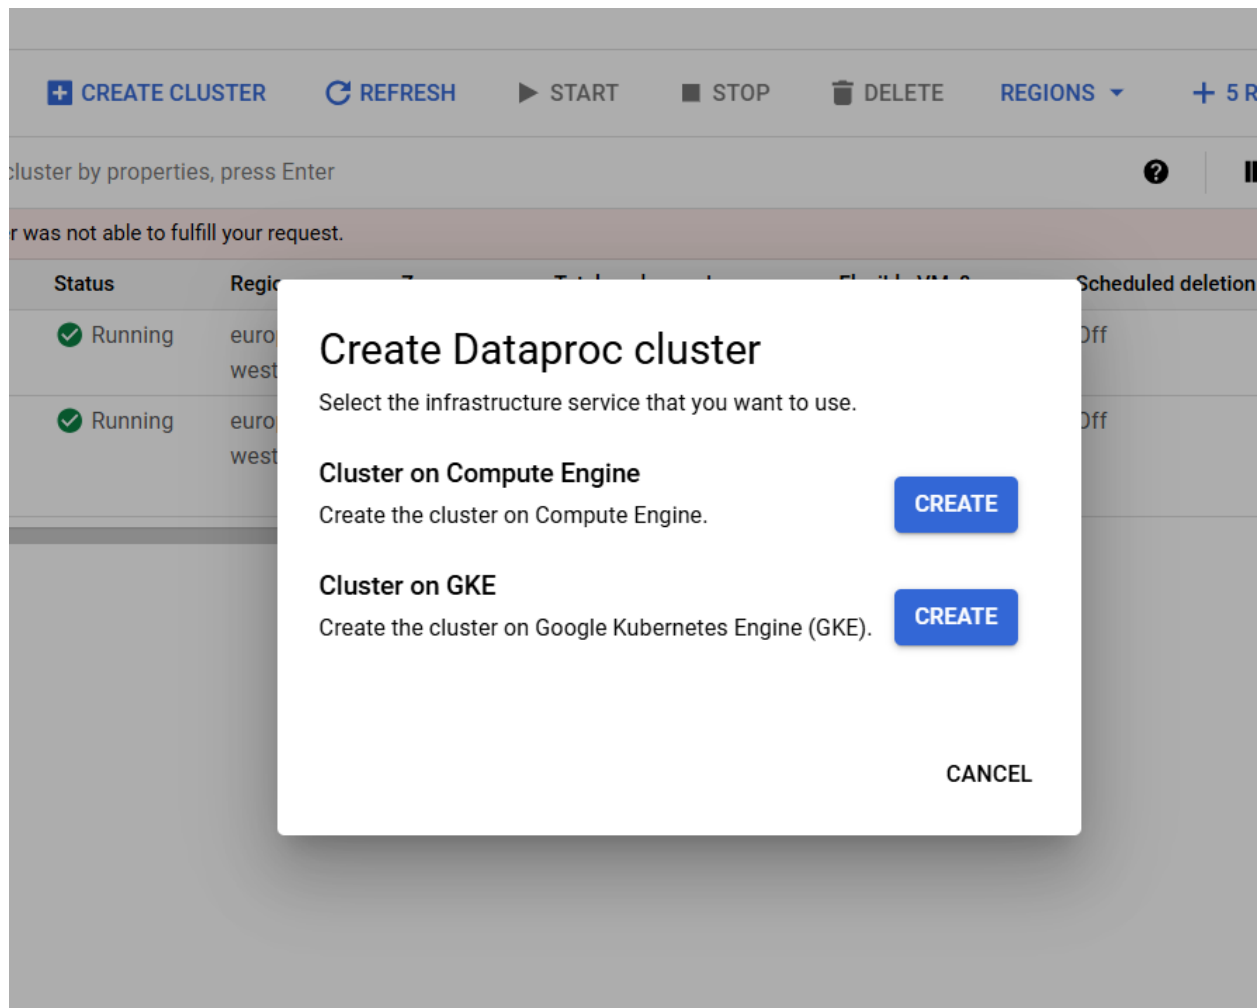 CREATE CLUSTER REFRESH START STOP DELETE REGIONS + 5 R
cluster by properties, press Enter
r was not able to fulfill your request.
Status Scheduled deletion
Running Off
west
Running Off
west
Create Dataproc cluster
Select the infrastructure service that you want to use.
Cluster on Compute Engine
Create the cluster on Compute Engine.
CREATE
Cluster on GKE
Create the cluster on Google Kubernetes Engine (GKE).
CREATE
CANCEL